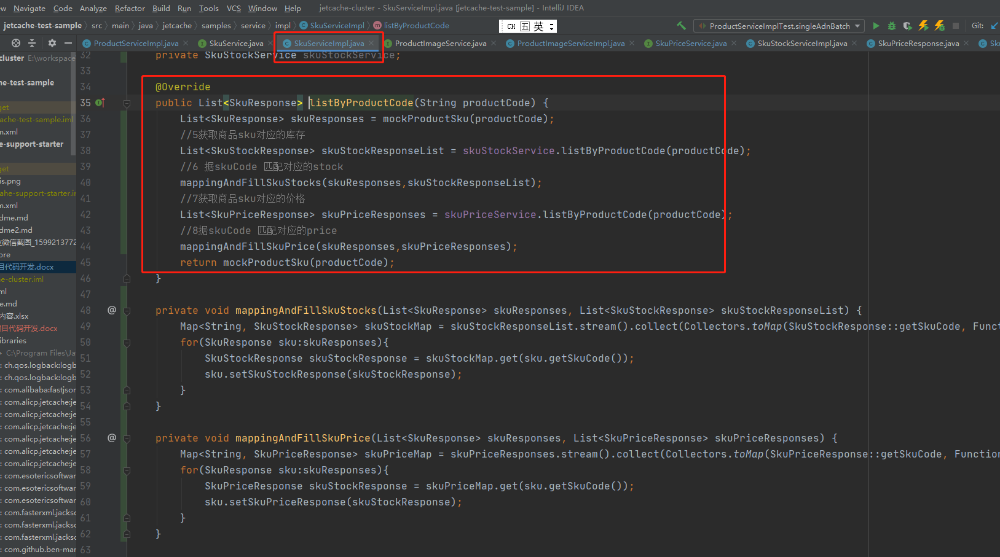 Navigate Code Analyze Refactor Build Run Tools VCS Window Help jetcache-cluster - SkuServiceImpl.java [jetcache-test-sample] - IntelliJ IDEA
jetcache-test-sample src main java jetcache samples service impl SkuServiceImpl listByProductCode CH 五 英 ProductServiceImplTest.singleAdnBatch Git:
ProductServiceImpl.java SkuService.java SkuServiceImpl.java ProductImageService.java ProductImageServiceImpl.java SkuPriceService.java SkuStockServiceImpl.java SkuPriceResponse.java
cluster E:\workspace
he-test-sample
get
cache-test-sample.iml
m.xml
e-support-starter
get
is.png
m.xml
dme.md
dme2.md
微信截图_1599213772
ore
目代码开发.docx
e-cluster.iml
ml
e.md
内容.xlsx
项目代码开发.docx
ibraries
C:\Program Files\Ja
: ch.qos.logback:logb
: ch.qos.logback:logb
: com.alibaba:fastjson
: com.alicp.jetcache:je
: com.alicp.jetcache:je
: com.alicp.jetcache:je
: com.alicp.jetcache:je
: com.alicp.jetcache:je
: com.alicp.jetcache:je
: com.esotericsoftwar
: com.esotericsoftwar
: com.esotericsoftwar
: com.fasterxml.jackso
: com.fasterxml.jackso
: com.fasterxml.jackso
: com.github.ben-mar
32 private SkuStockService skuStockService;
33
34 @Override
35 public List<SkuResponse> listByProductCode(String productCode) {
36 List<SkuResponse> skuResponses = mockProductSku(productCode);
37 //5获取商品sku对应的库存
38 List<SkuStockResponse> skuStockResponseList = skuStockService.listByProductCode(productCode);
39 //6 据skuCode 匹配对应的stock
40 mappingAndFillSkuStocks(skuResponses,skuStockResponseList);
41 //7获取商品sku对应的价格
42 List<SkuPriceResponse> skuPriceResponses = skuPriceService.listByProductCode(productCode);
43 //8据skuCode 匹配对应的price
44 mappingAndFillSkuPrice(skuResponses,skuPriceResponses);
45 return mockProductSku(productCode);
46 }
47
48 @ private void mappingAndFillSkuStocks(List<SkuResponse> skuResponses, List<SkuStockResponse> skuStockResponseList) {
49 Map<String, SkuStockResponse> skuStockMap = skuStockResponseList.stream().collect(Collectors.toMap(SkuStockResponse::getSkuCode, Funct
50 for(SkuResponse sku:skuResponses){
51 SkuStockResponse skuStockResponse = skuStockMap.get(sku.getSkuCode());
52 sku.setSkuStockResponse(skuStockResponse);
53 }
54 }
55
56 @ private void mappingAndFillSkuPrice(List<SkuResponse> skuResponses, List<SkuPriceResponse> skuPriceResponses) {
57 Map<String, SkuPriceResponse> skuPriceMap = skuPriceResponses.stream().collect(Collectors.toMap(SkuPriceResponse::getSkuCode, Function
58 for(SkuResponse sku:skuResponses){
59 SkuPriceResponse skuStockResponse = skuPriceMap.get(sku.getSkuCode());
60 sku.setSkuPriceResponse(skuStockResponse);
61 }
62 }
63